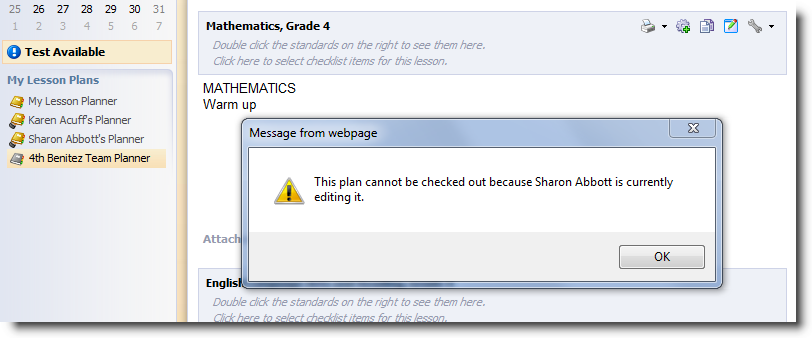 25 26 27 28 29 30 31
1 2 3 4 5 6 7
Test Available
My Lesson Plans
My Lesson Planner
Karen Acuff's Planner
Sharon Abbott's Planner
4th Benitez Team Planner
Mathematics, Grade 4
Double click the standards on the right to see them here.
Click here to select checklist items for this lesson.
MATHEMATICS
Warm up
Message from webpage
This plan cannot be checked out because Sharon Abbott is currently
editing it.
OK
Attach
Double click the standards on the right to see them here.
Click here to select checklist items for this lesson.